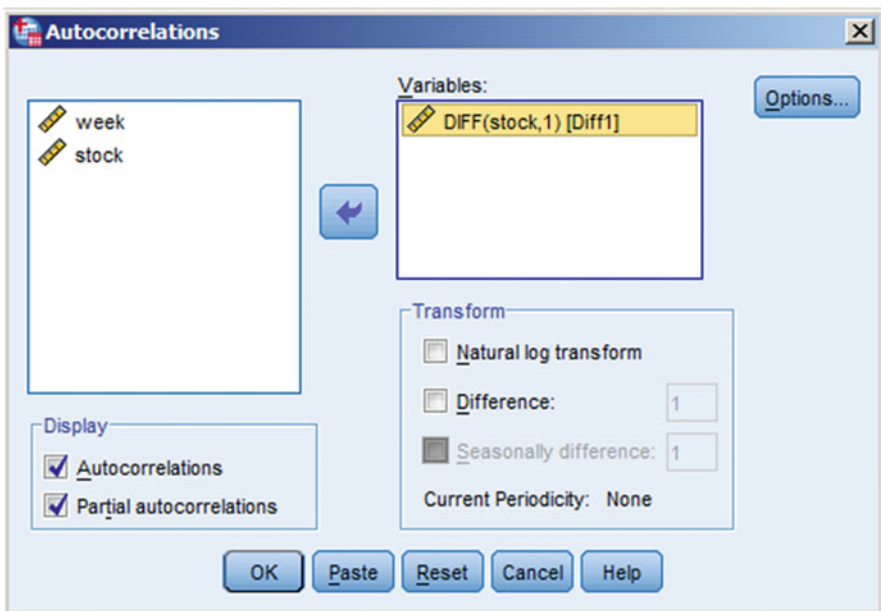 Autocorrelations
week
stock
Variables:
DIFF(stock,1) [Diff1]
Options...
Transform
Natural log transform
Difference: 1
Seasonally difference: 1
Current Periodicity: None
Display
Autocorrelations
Partial autocorrelations
OK Paste Reset Cancel Help